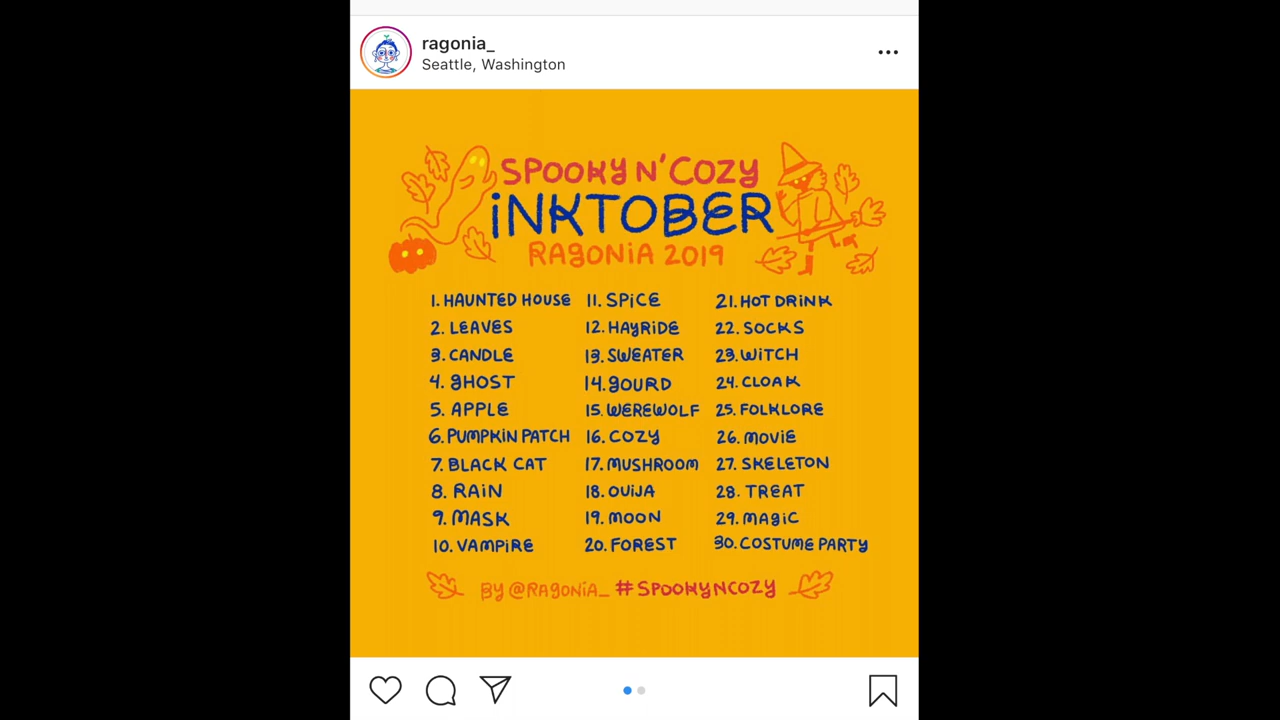 ragonia_
Seattle, Washington
SPOOKY N' COZY
iNKTOBER
RAGONiA 2019
1. HAUNTED HOUSE
2. LEAVES
3. CANDLE
4. GHOST
5. APPLE
6. PUMPKiN PATCH
7. BLACK CAT
8. RAiN
9. MASK
10. VAMPiRE
11. SPiCE
12. HAYRiDE
13. SWEATER
14. GOURD
15. WEREWOLF
16. COZY
17. MUSHROOM
18. OUiJA
19. MOON
20. FOREST
21. HOT DRiNK
22. SOCKS
23. WiTCH
24. CLOAK
25. FOLKLORE
26. MOViE
27. SKELETON
28. TREAT
29. MAGiC
30. COSTUME PARTY
BY @RAGONiA_ #SPOOKYNCOZY